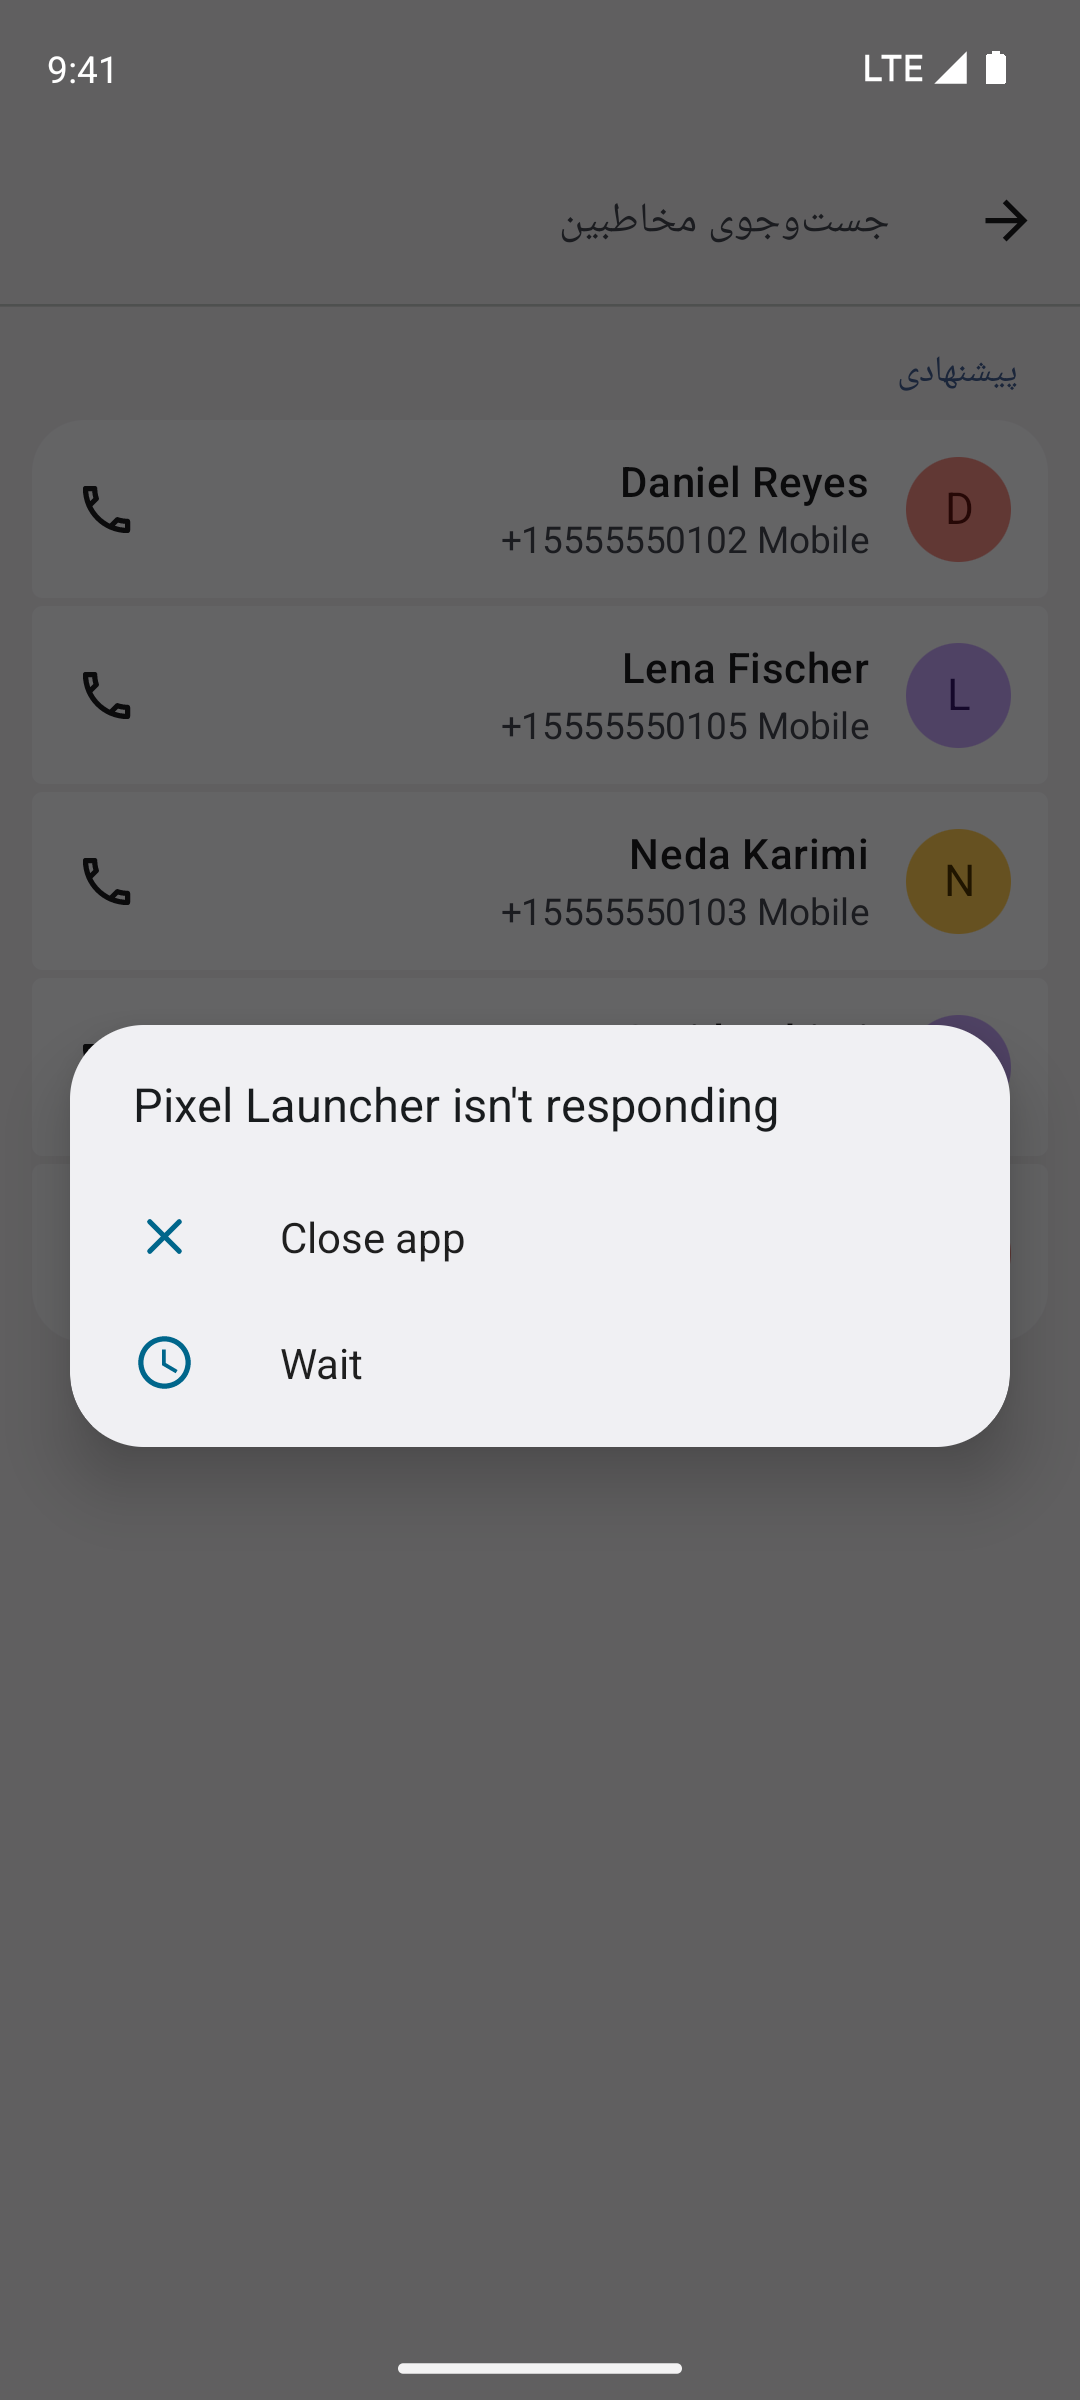 9:41 LTE
جست‌وجوی مخاطبین
پیشنهادی
Daniel Reyes
D
+15555550102 Mobile
Lena Fischer
L
+15555550105 Mobile
Neda Karimi
N
+15555550103 Mobile
Pixel Launcher isn't responding
Close app
Wait